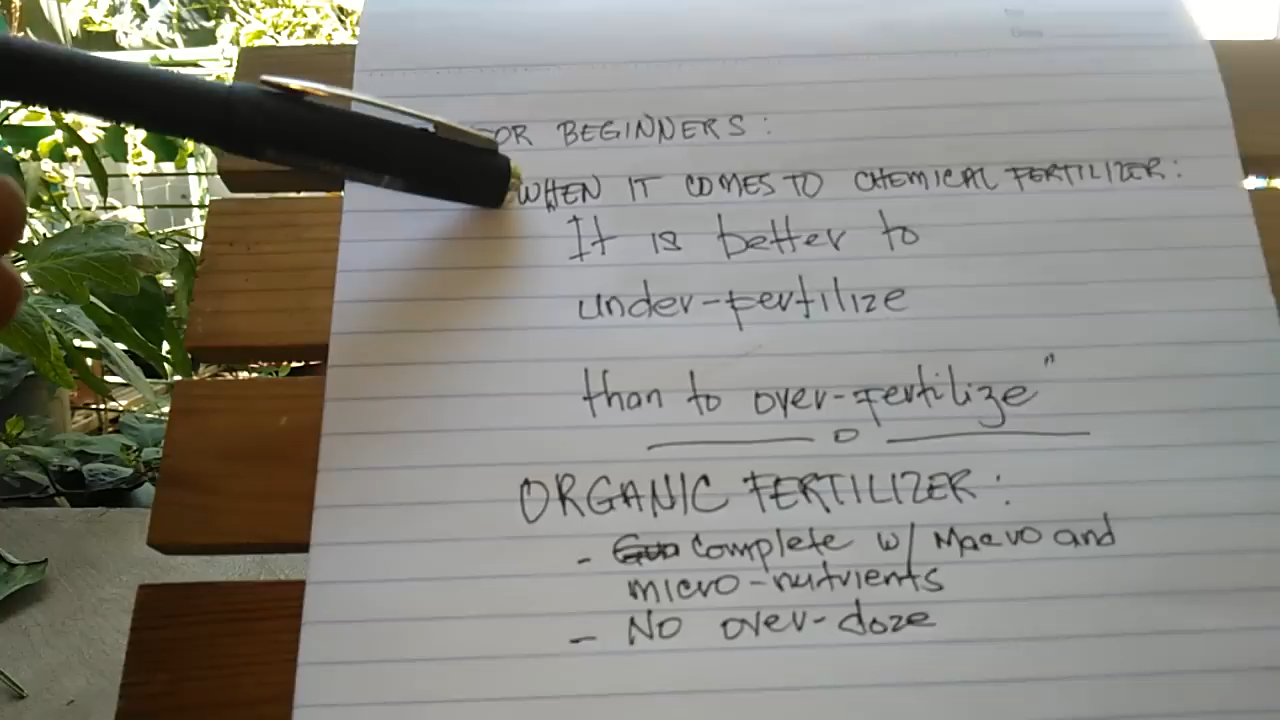 OR BEGINNERS:
WHEN IT COMES TO CHEMICAL FERTILIZER:
It is better to
under-fertilize
than to over-fertilize"
ORGANIC FERTILIZER:
- complete w/ Macro and
micro-nutrients
- No over-doze